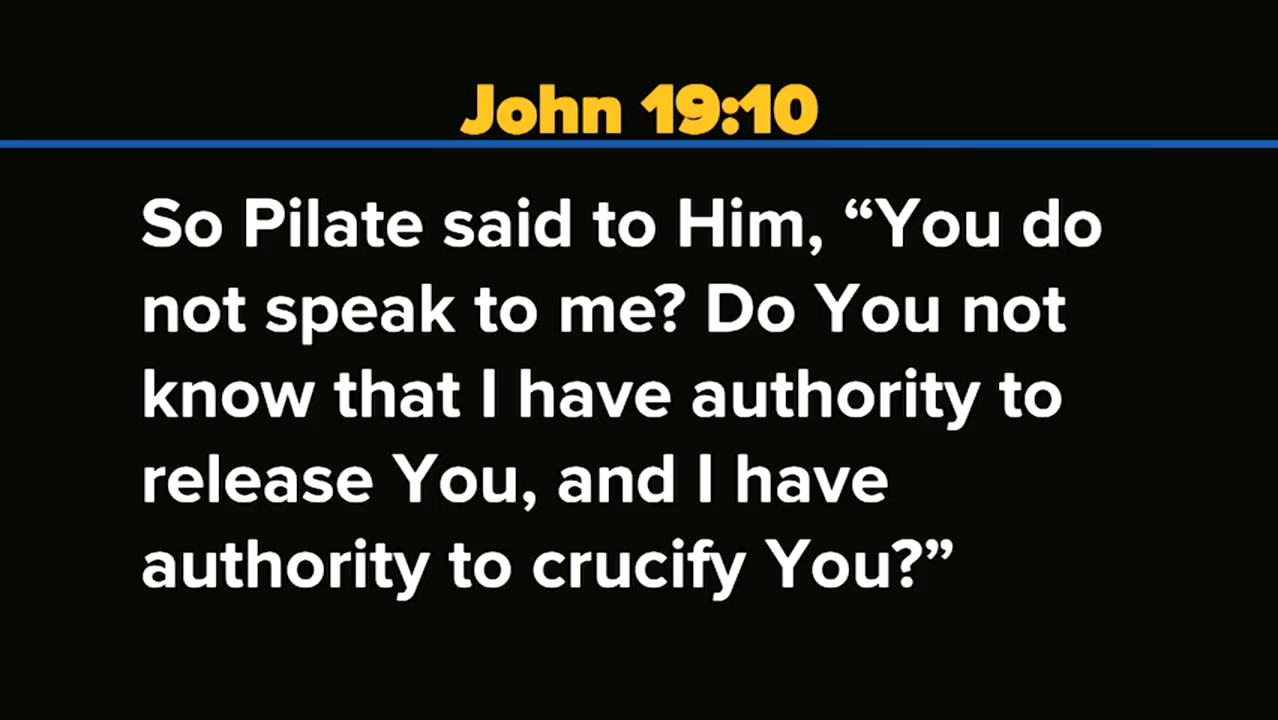 John 19:10
So Pilate said to Him, “You do
not speak to me? Do You not
know that I have authority to
release You, and I have
authority to crucify You?”